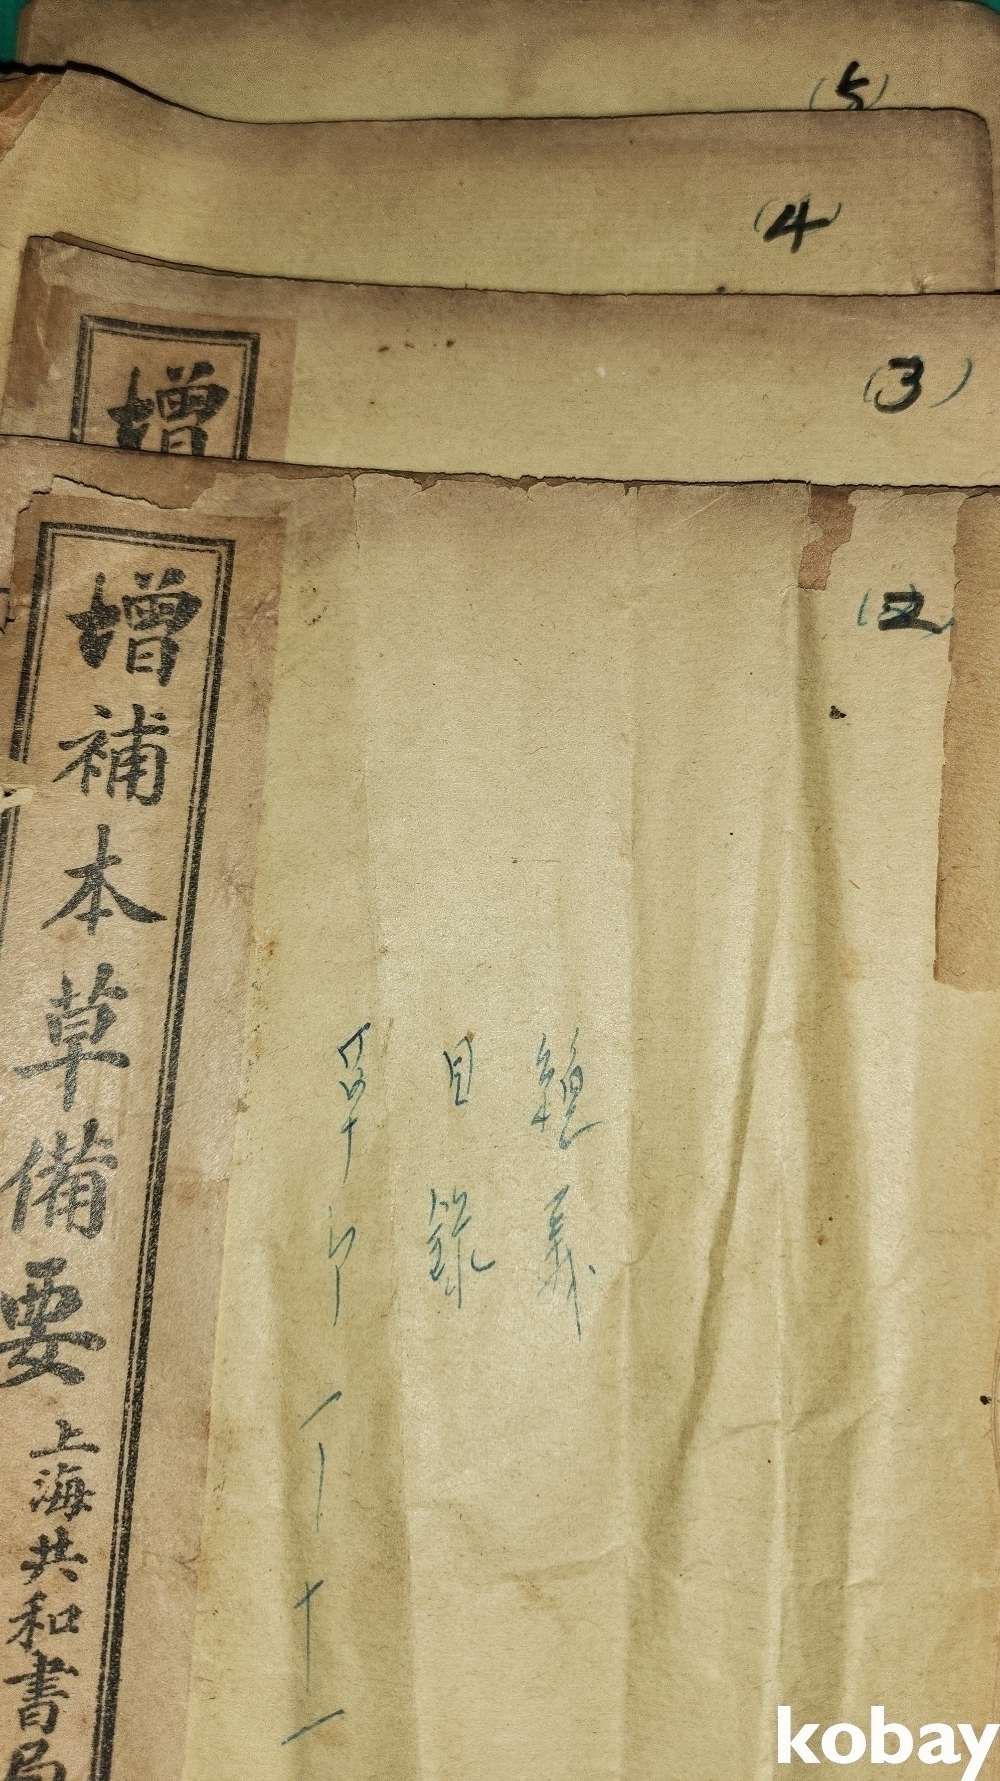 (5)
(4)
(3)
增
(2)
總義
目錄
草部 一 | 十一
增補本草備要 上海共和書局
kobay